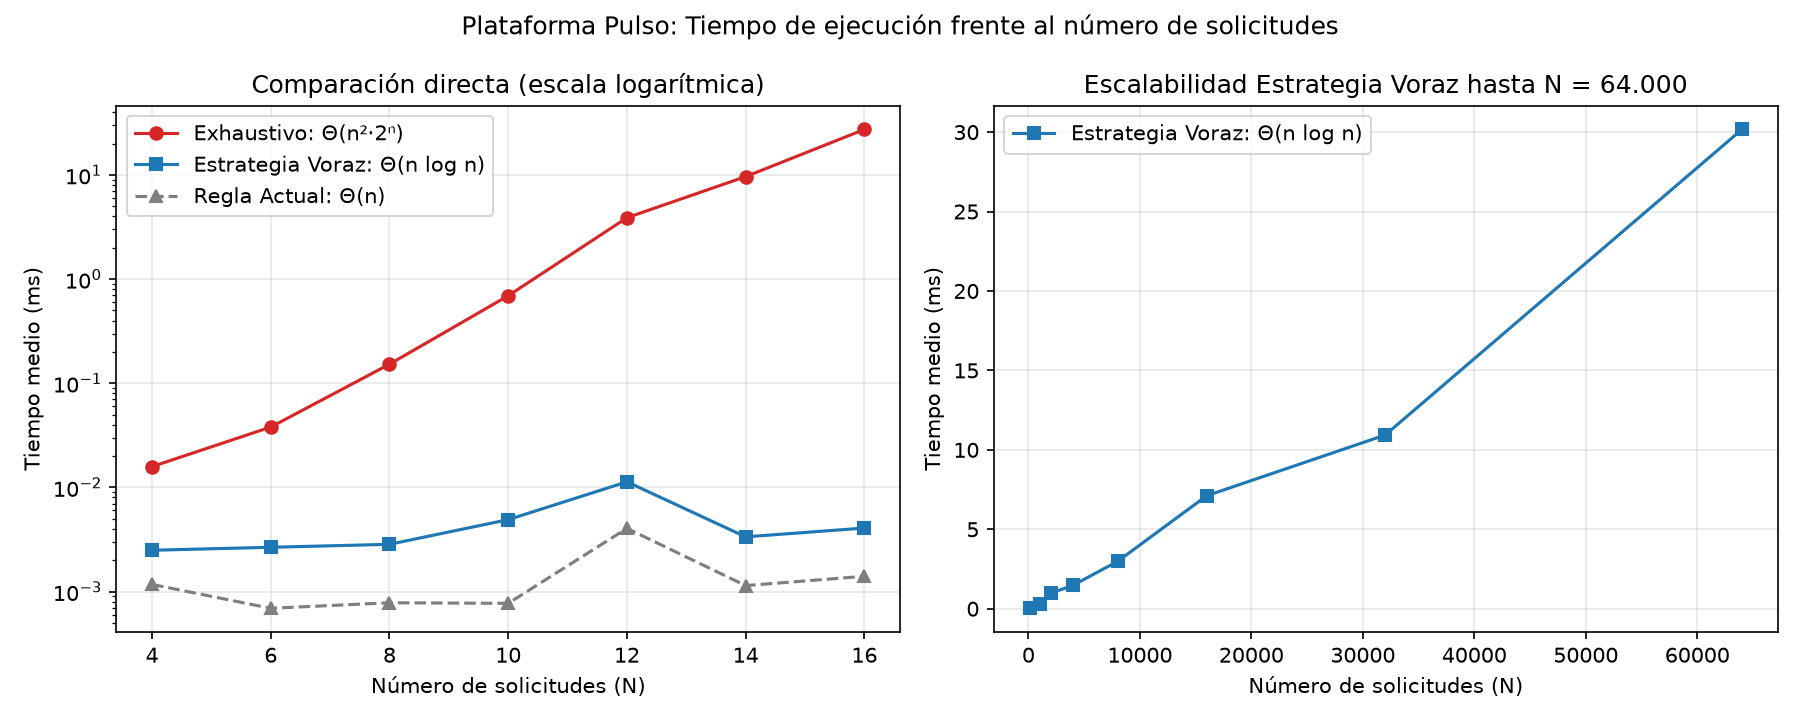 Plataforma Pulso: Tiempo de ejecución frente al número de solicitudes
Comparación directa (escala logarítmica)
Exhaustivo: Θ(n²·2ⁿ)
Estrategia Voraz: Θ(n log n)
Regla Actual: Θ(n)
10¹
10⁰
10⁻¹
10⁻²
10⁻³
Tiempo medio (ms)
4 6 8 10 12 14 16
Número de solicitudes (N)
Escalabilidad Estrategia Voraz hasta N = 64.000
Estrategia Voraz: Θ(n log n)
30
25
20
15
10
5
0
Tiempo medio (ms)
0 10000 20000 30000 40000 50000 60000
Número de solicitudes (N)